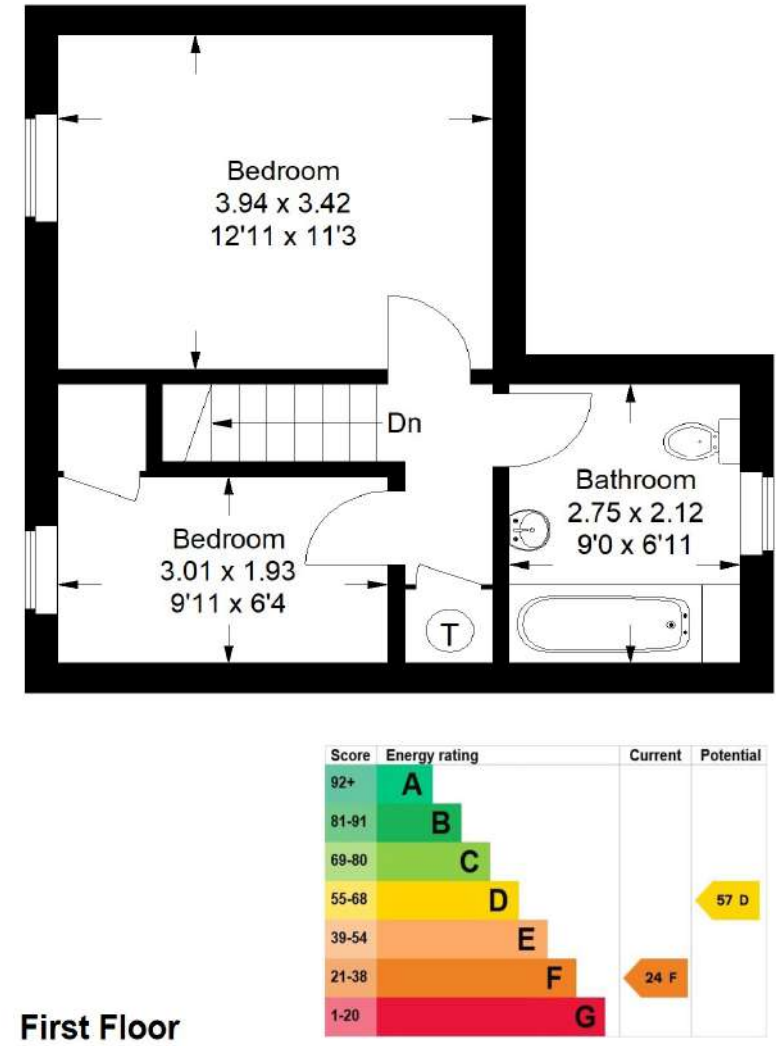 Bedroom
3.94 x 3.42
12'11 x 11'3
Dn
Bathroom
2.75 x 2.12
9'0 x 6'11
Bedroom
3.01 x 1.93
9'11 x 6'4
T
Score Energy rating Current Potential
92+ A
81-91 B
69-80 C
55-68 D 57 D
39-54 E
21-38 F 24 F
1-20 G
First Floor